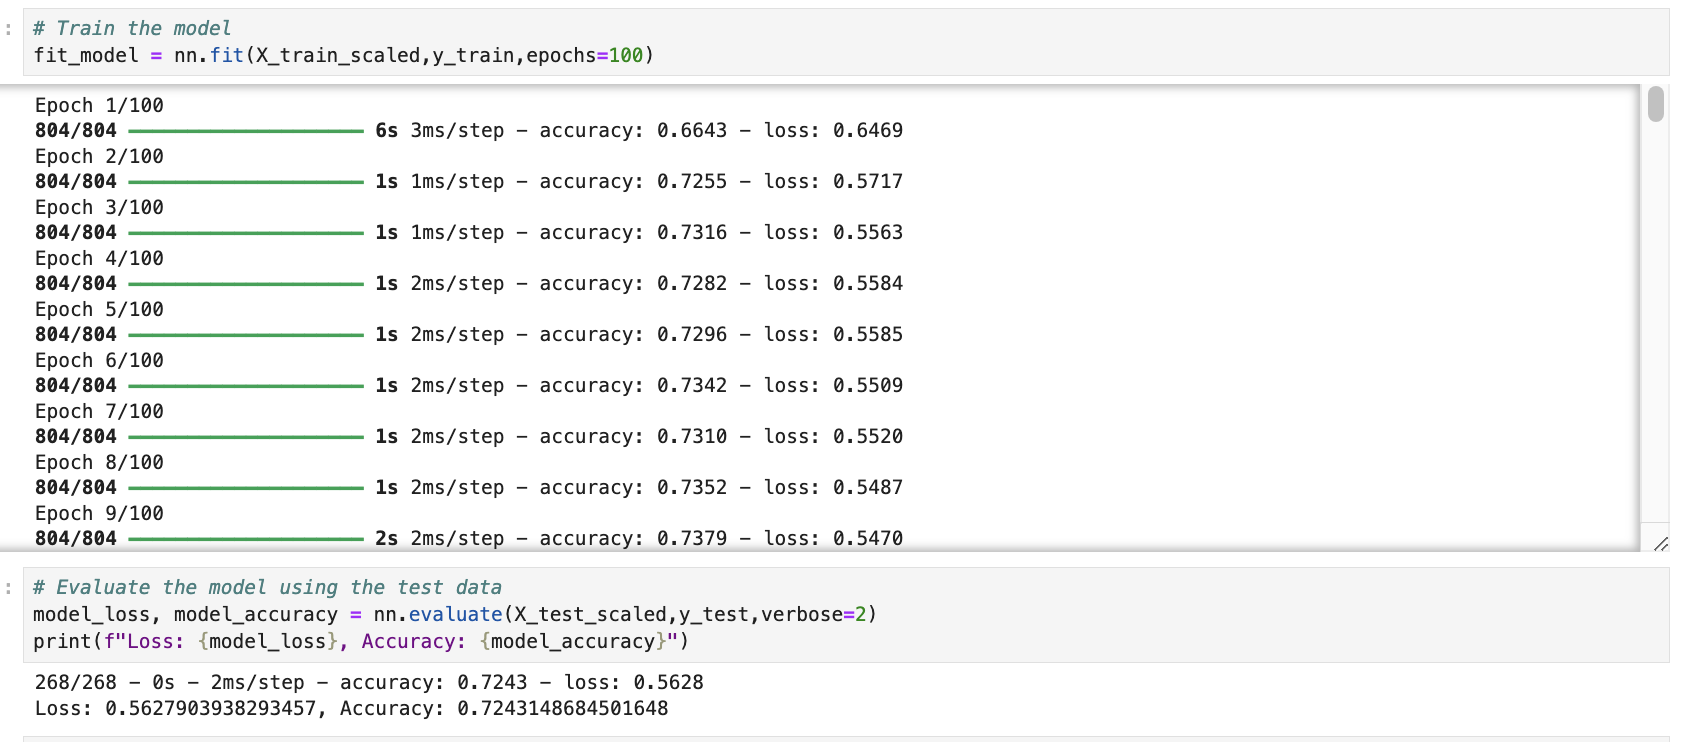 :
# Train the model
fit_model = nn.fit(X_train_scaled,y_train,epochs=100)
Epoch 1/100
804/804 ━━━━━━━━━━━━━━━━━━━━ 6s 3ms/step - accuracy: 0.6643 - loss: 0.6469
Epoch 2/100
804/804 ━━━━━━━━━━━━━━━━━━━━ 1s 1ms/step - accuracy: 0.7255 - loss: 0.5717
Epoch 3/100
804/804 ━━━━━━━━━━━━━━━━━━━━ 1s 1ms/step - accuracy: 0.7316 - loss: 0.5563
Epoch 4/100
804/804 ━━━━━━━━━━━━━━━━━━━━ 1s 2ms/step - accuracy: 0.7282 - loss: 0.5584
Epoch 5/100
804/804 ━━━━━━━━━━━━━━━━━━━━ 1s 2ms/step - accuracy: 0.7296 - loss: 0.5585
Epoch 6/100
804/804 ━━━━━━━━━━━━━━━━━━━━ 1s 2ms/step - accuracy: 0.7342 - loss: 0.5509
Epoch 7/100
804/804 ━━━━━━━━━━━━━━━━━━━━ 1s 2ms/step - accuracy: 0.7310 - loss: 0.5520
Epoch 8/100
804/804 ━━━━━━━━━━━━━━━━━━━━ 1s 2ms/step - accuracy: 0.7352 - loss: 0.5487
Epoch 9/100
804/804 ━━━━━━━━━━━━━━━━━━━━ 2s 2ms/step - accuracy: 0.7379 - loss: 0.5470
:
# Evaluate the model using the test data
model_loss, model_accuracy = nn.evaluate(X_test_scaled,y_test,verbose=2)
print(f"Loss: {model_loss}, Accuracy: {model_accuracy}")
268/268 - 0s - 2ms/step - accuracy: 0.7243 - loss: 0.5628
Loss: 0.5627903938293457, Accuracy: 0.7243148684501648